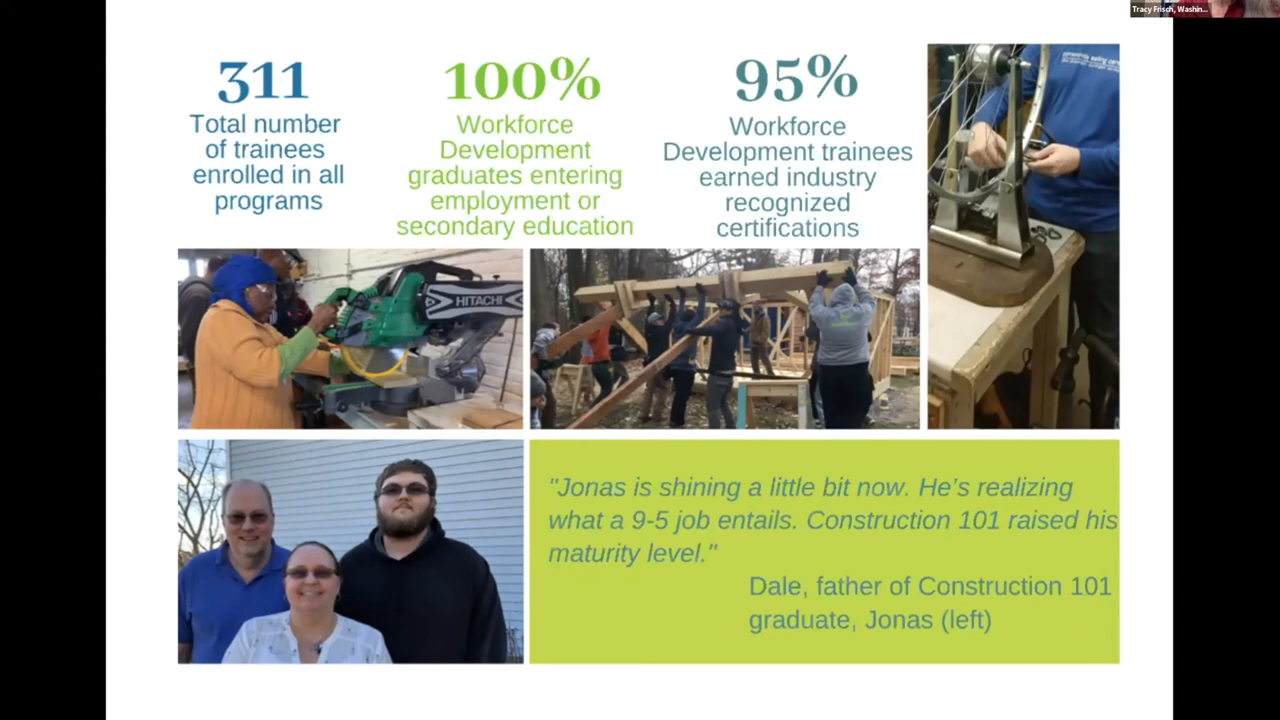 Tracy Frisch, Washin...
311
Total number
of trainees
enrolled in all
programs
100%
Workforce
Development
graduates entering
employment or
secondary education
95%
Workforce
Development trainees
earned industry
recognized
certifications
HITACHI
"Jonas is shining a little bit now. He’s realizing
what a 9-5 job entails. Construction 101 raised his
maturity level."
Dale, father of Construction 101
graduate, Jonas (left)